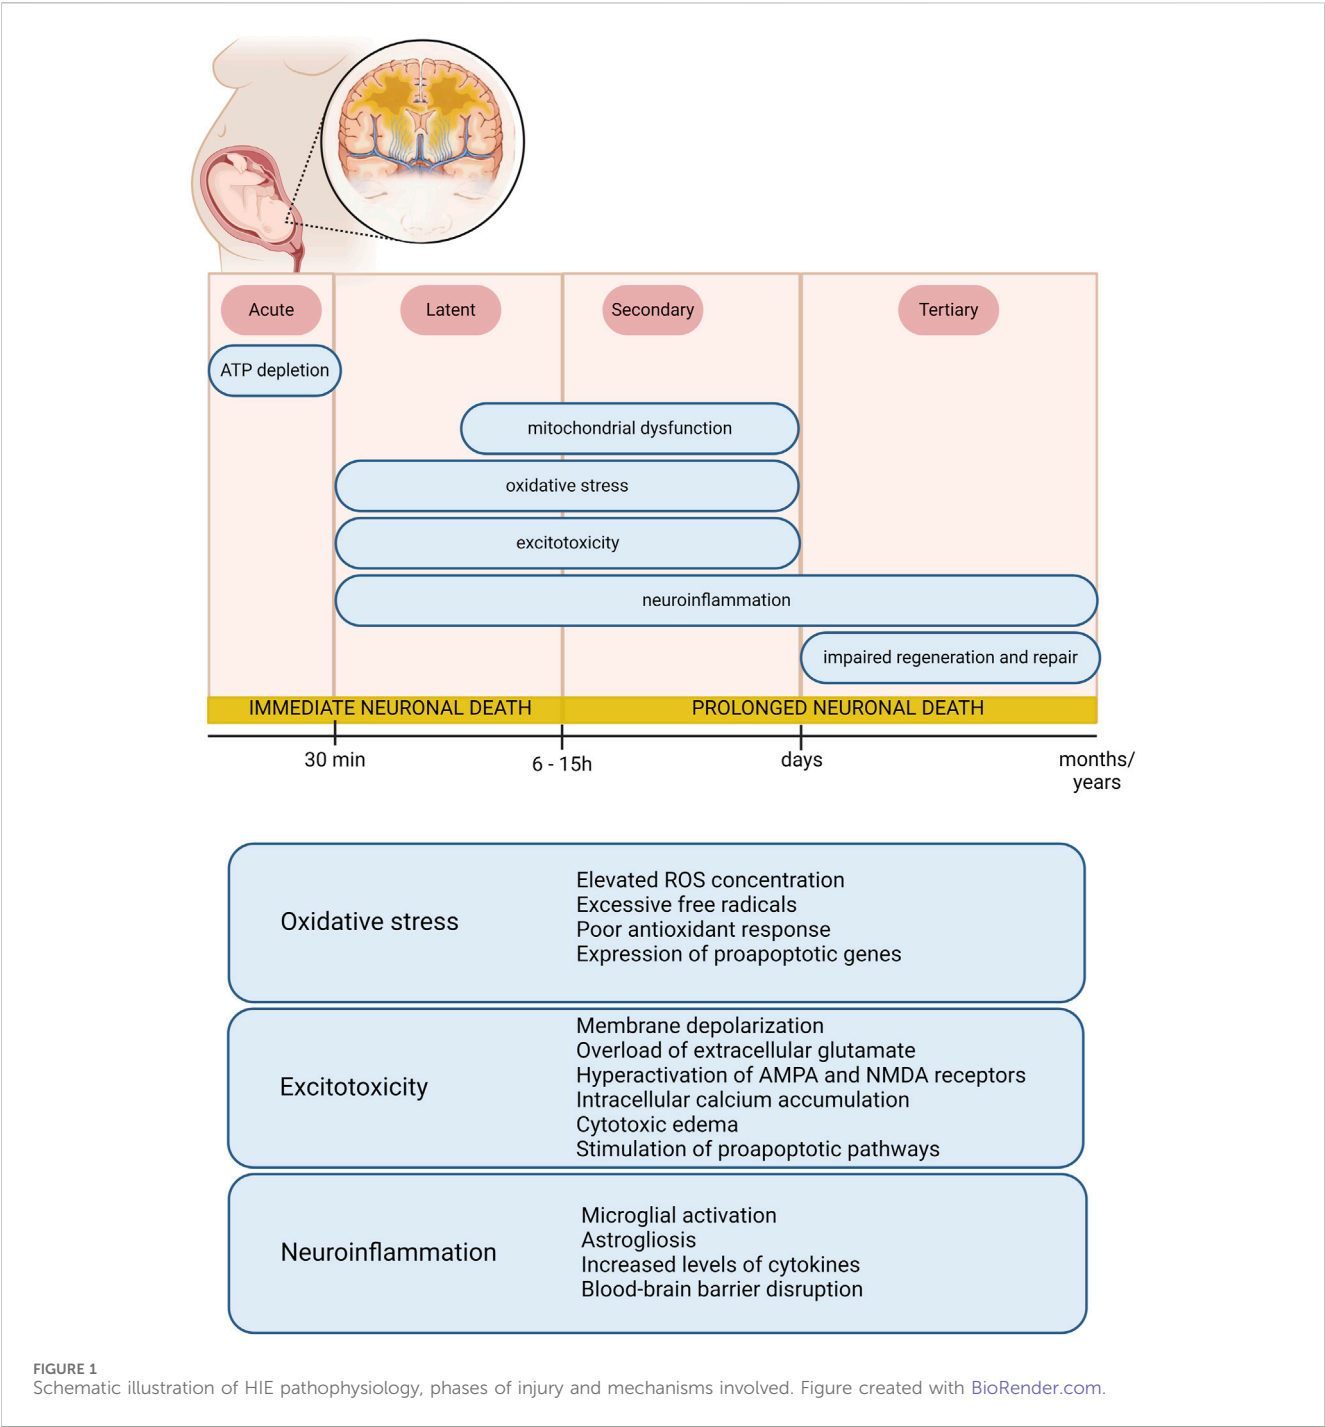 Acute
Latent
Secondary
Tertiary
ATP depletion
mitochondrial dysfunction
oxidative stress
excitotoxicity
neuroinflammation
impaired regeneration and repair
IMMEDIATE NEURONAL DEATH
PROLONGED NEURONAL DEATH
30 min
6 - 15h
days
months/
years
Oxidative stress
Elevated ROS concentration
Excessive free radicals
Poor antioxidant response
Expression of proapoptotic genes
Excitotoxicity
Membrane depolarization
Overload of extracellular glutamate
Hyperactivation of AMPA and NMDA receptors
Intracellular calcium accumulation
Cytotoxic edema
Stimulation of proapoptotic pathways
Neuroinflammation
Microglial activation
Astrogliosis
Increased levels of cytokines
Blood-brain barrier disruption
FIGURE 1
Schematic illustration of HIE pathophysiology, phases of injury and mechanisms involved. Figure created with BioRender.com.